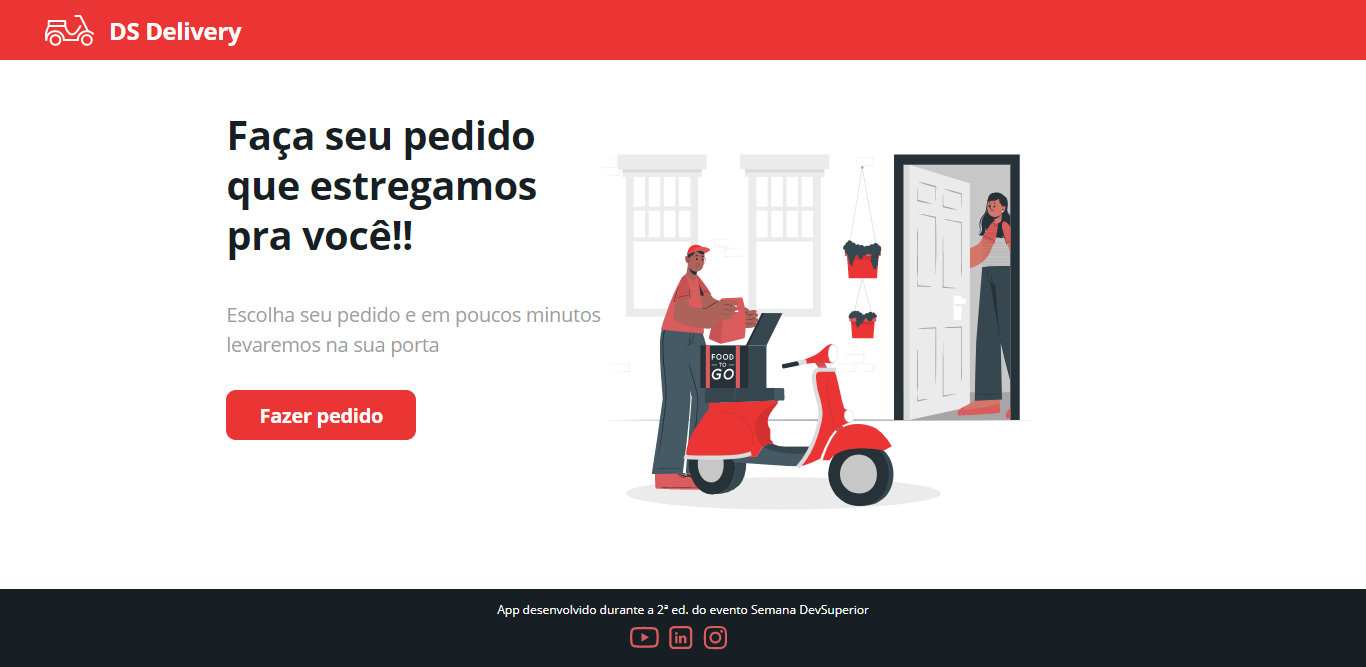 DS Delivery
Faça seu pedido
que estregamos
pra você!!
Escolha seu pedido e em poucos minutos
levaremos na sua porta
Fazer pedido
FOOD
TO
GO
App desenvolvido durante a 2ª ed. do evento Semana DevSuperior
in